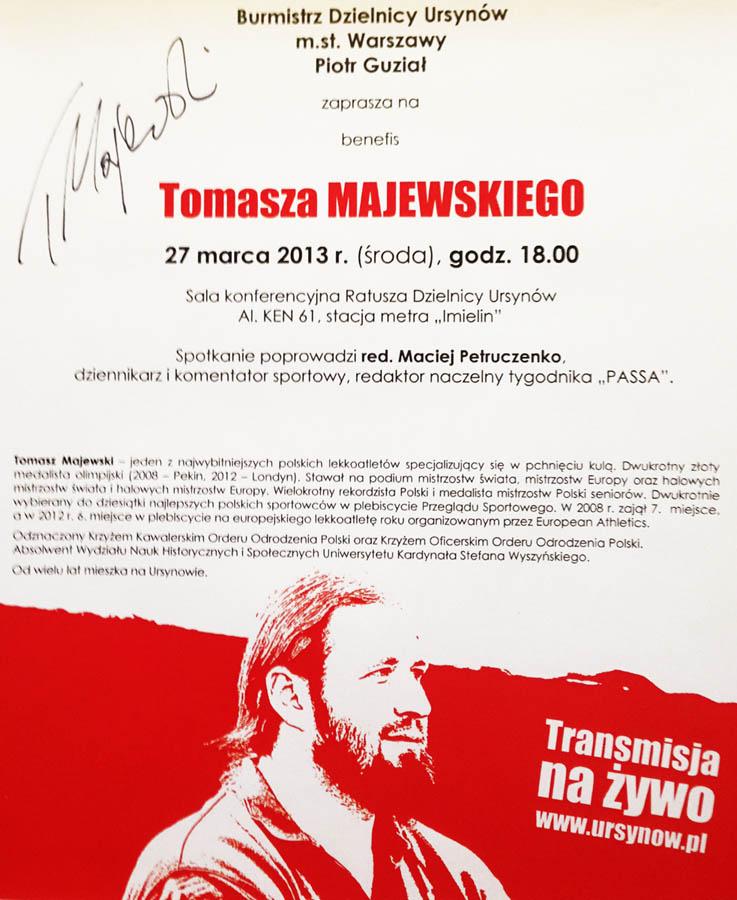 Burmistrz Dzielnicy Ursynów
m.st. Warszawy
Piotr Guział
zaprasza na
benefis
T Majewski
Tomasza MAJEWSKIEGO
27 marca 2013 r. (środa), godz. 18.00
Sala konferencyjna Ratusza Dzielnicy Ursynów
Al. KEN 61, stacja metra „Imielin”
Spotkanie poprowadzi red. Maciej Petruczenko,
dziennikarz i komentator sportowy, redaktor naczelny tygodnika „PASSA”.
Tomasz Majewski – jeden z najwybitniejszych polskich lekkoatletów specjalizujący się w pchnięciu kulą. Dwukrotny złoty
medalista olimpijski (2008 – Pekin, 2012 – Londyn). Stawał na podium mistrzostw świata, mistrzostw Europy oraz halowych
mistrzostw świata i halowych mistrzostw Europy. Wielokrotny rekordzista Polski i medalista mistrzostw Polski seniorów. Dwukrotnie
wybierany do dziesiątki najlepszych polskich sportowców w plebiscycie Przeglądu Sportowego. W 2008 r. zajął 7. miejsce,
a w 2012 r. 6. miejsce w plebiscycie na europejskiego lekkoatletę roku organizowanym przez European Athletics.
Odznaczony Krzyżem Kawalerskim Orderu Odrodzenia Polski oraz Krzyżem Oficerskim Orderu Odrodzenia Polski.
Absolwent Wydziału Nauk Historycznych i Społecznych Uniwersytetu Kardynała Stefana Wyszyńskiego.
Od wielu lat mieszka na Ursynowie.
Transmisja
na żywo
www.ursynow.pl